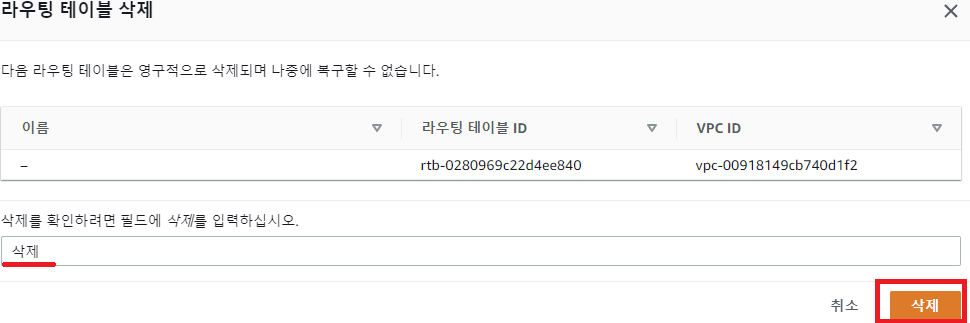 라우팅 테이블 삭제
다음 라우팅 테이블은 영구적으로 삭제되며 나중에 복구할 수 없습니다.
이름 라우팅 테이블 ID VPC ID
– rtb-0280969c22d4ee840 vpc-00918149cb740d1f2
삭제를 확인하려면 필드에 삭제를 입력하십시오.
삭제
취소 삭제